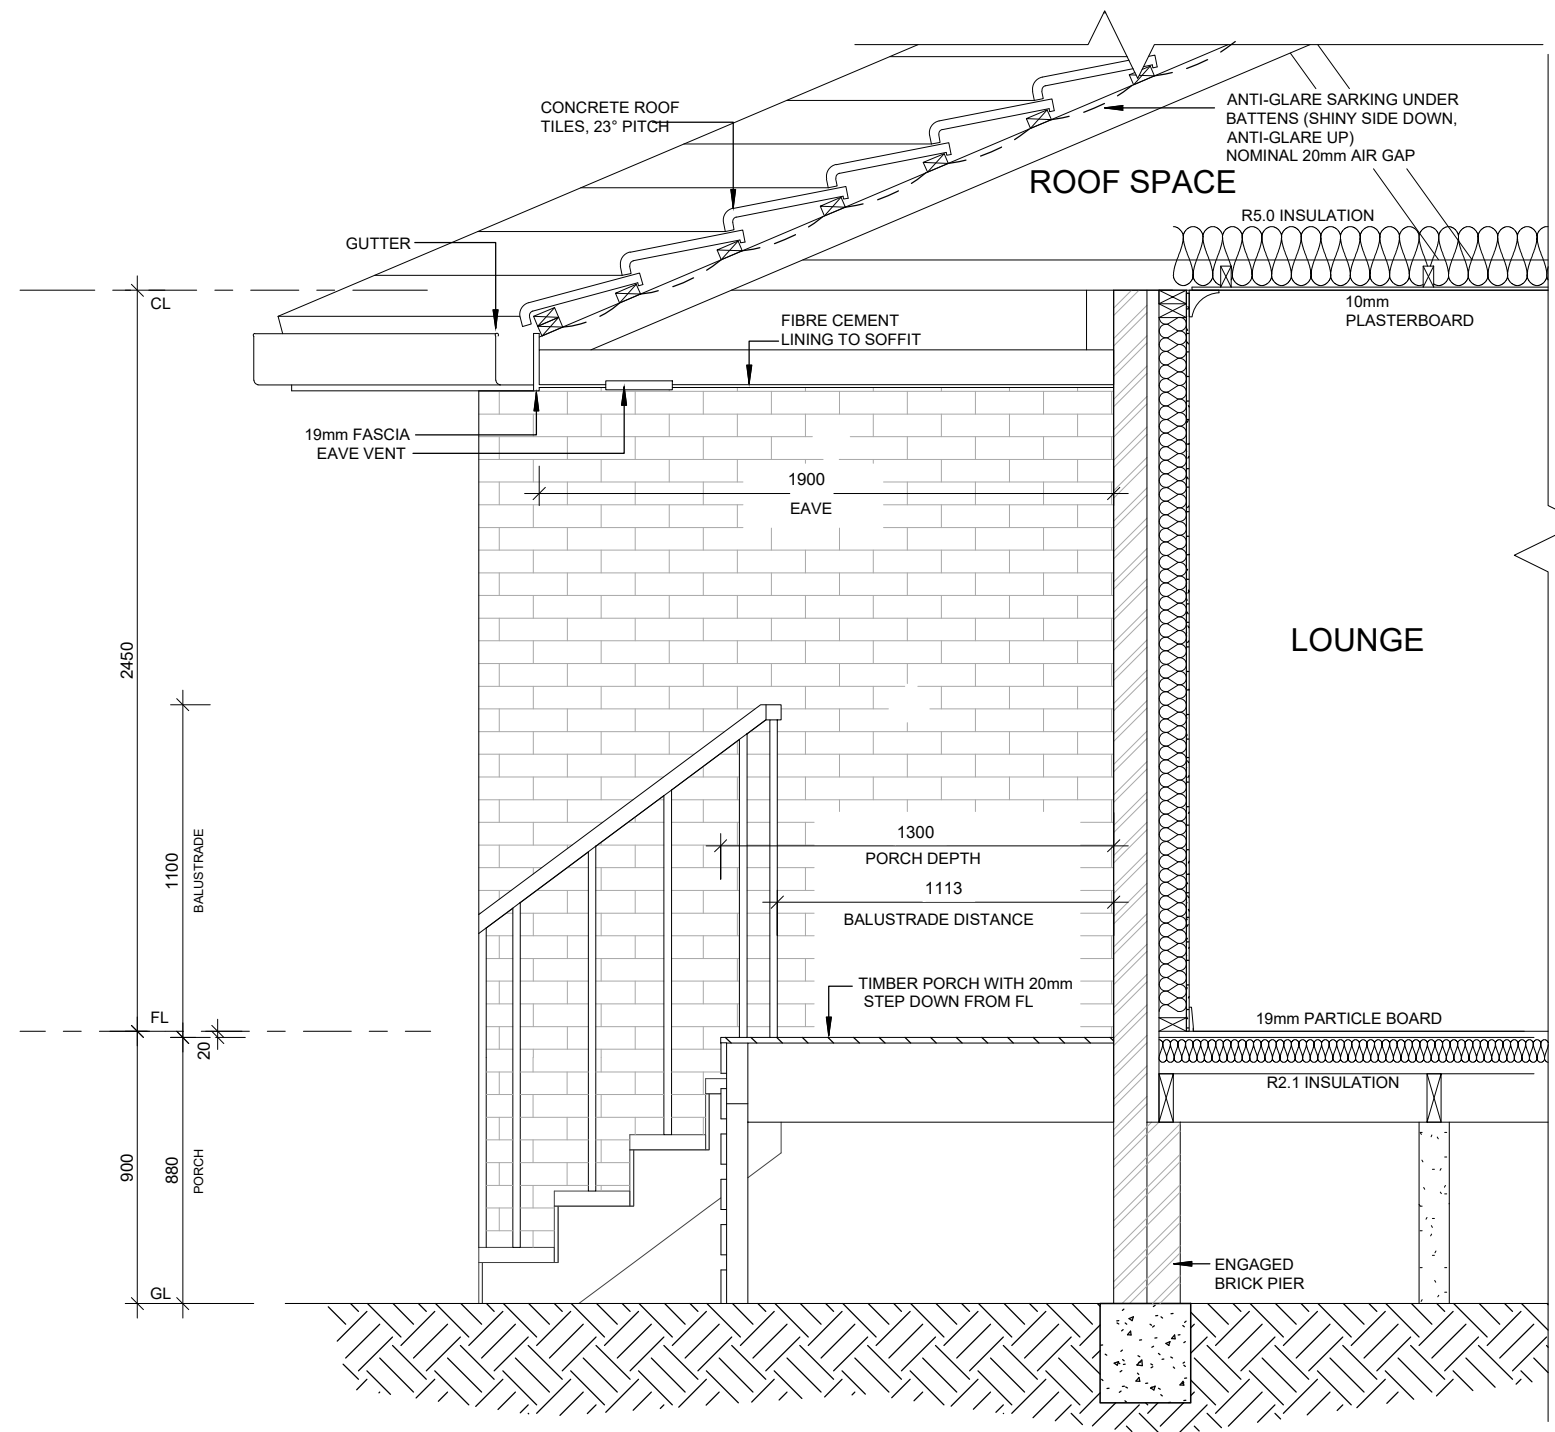 CONCRETE ROOF
TILES, 23° PITCH
ANTI-GLARE SARKING UNDER
BATTENS (SHINY SIDE DOWN,
ANTI-GLARE UP)
NOMINAL 20mm AIR GAP
ROOF SPACE
R5.0 INSULATION
GUTTER
CL
10mm
PLASTERBOARD
FIBRE CEMENT
LINING TO SOFFIT
19mm FASCIA
EAVE VENT
1900
EAVE
LOUNGE
2450
1100
BALUSTRADE
1300
PORCH DEPTH
1113
BALUSTRADE DISTANCE
TIMBER PORCH WITH 20mm
STEP DOWN FROM FL
FL
20
19mm PARTICLE BOARD
R2.1 INSULATION
900
880
PORCH
ENGAGED
BRICK PIER
GL